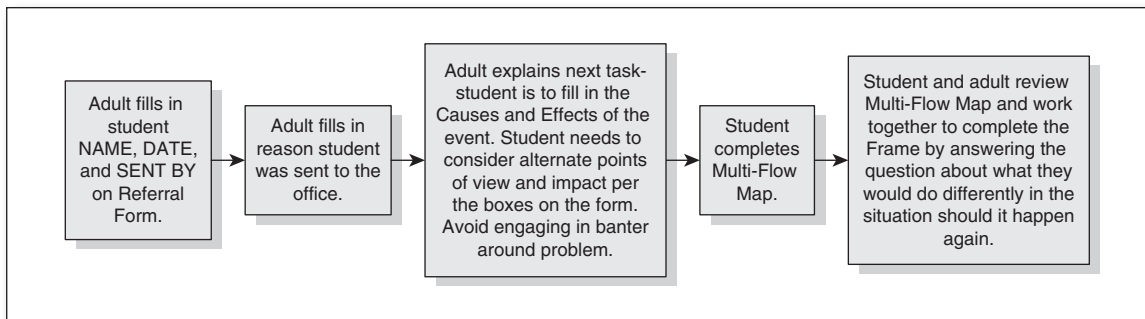 Adult fills in
student
NAME, DATE,
and SENT BY
on Referral
Form.
Adult fills in
reason student
was sent to the
office.
Adult explains next task-
student is to fill in the
Causes and Effects of the
event. Student needs to
consider alternate points
of view and impact per
the boxes on the form.
Avoid engaging in banter
around problem.
Student
completes
Multi-Flow
Map.
Student and adult review
Multi-Flow Map and work
together to complete the
Frame by answering the
question about what they
would do differently in the
situation should it happen
again.